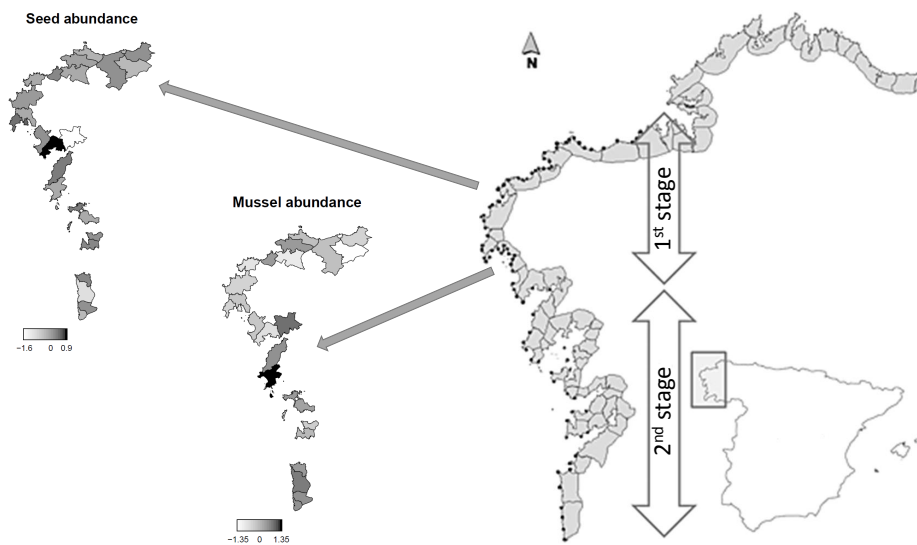 Seed abundance
N
1st stage
Mussel abundance
−1.6 0 0.9
2nd stage
−1.35 0 1.35